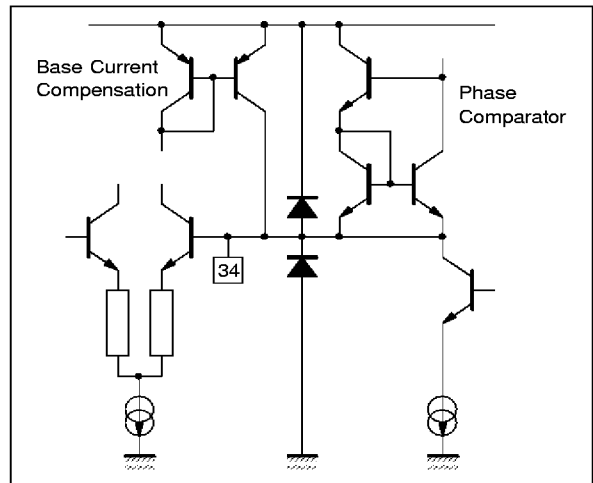 Base Current
Compensation
Phase
Comparator
34